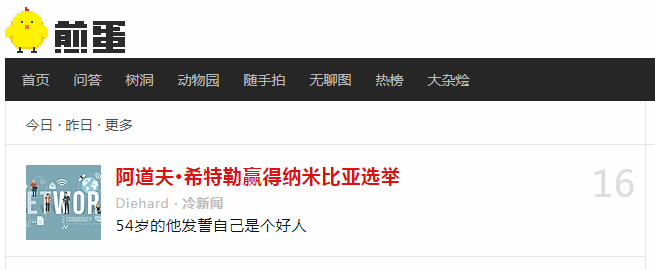 煎蛋
首页 问答 树洞 动物园 随手拍 无聊图 热榜 大杂烩
今日 · 昨日 · 更多
阿道夫•希特勒赢得纳米比亚选举
16
Diehard · 冷新闻
54岁的他发誓自己是个好人
ETWOR
COMMUNITY